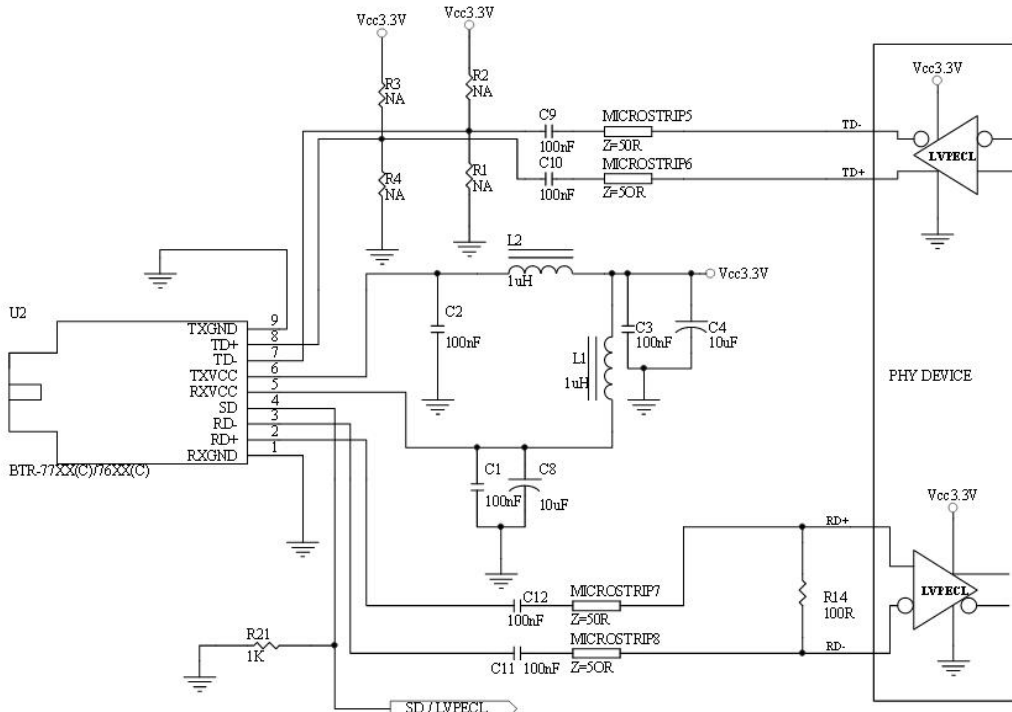 Vcc3.3V
Vcc3.3V
R3
NA
R2
NA
R4
NA
R1
NA
C9
100nF
C10
100nF
MICROSTRIP5
Z=50R
MICROSTRIP6
Z=5OR
TD-
TD+
Vcc3.3V
LVPECL
L2
1uH
Vcc3.3V
C2
100nF
C3
100nF
C4
10uF
L1
1uH
PHY DEVICE
U2
TXGND 9
TD+ 8
TD- 7
TXVCC 6
RXVCC 5
SD 4
RD- 3
RD+ 2
RXGND 1
BTR-77XX(C)/76XX(C)
C1
100nF
C8
10uF
Vcc3.3V
RD+
LVPECL
R14
100R
RD-
C12
100nF
MICROSTRIP7
Z=50R
MICROSTRIP8
Z=5OR
C11
100nF
R21
1K
SD / LVPECL